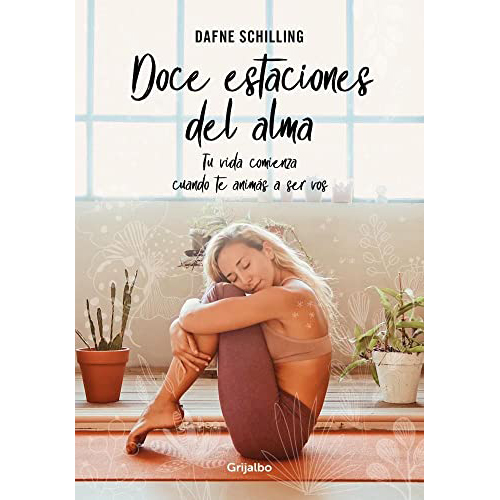 DAFNE SCHILLING
Doce estaciones
del alma
Tu vida comienza
cuando te animás a ser vos
Grijalbo